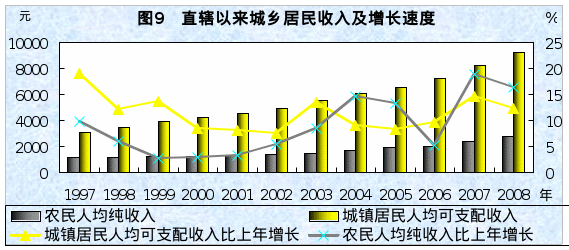 图9 直辖以来城乡居民收入及增长速度
元 %
10000 25
8000 20
6000 15
4000 10
2000 5
0 0
1997 1998 1999 2000 2001 2002 2003 2004 2005 2006 2007 2008 年
农民人均纯收入 城镇居民人均可支配收入
城镇居民人均可支配收入比上年增长 农民人均纯收入比上年增长